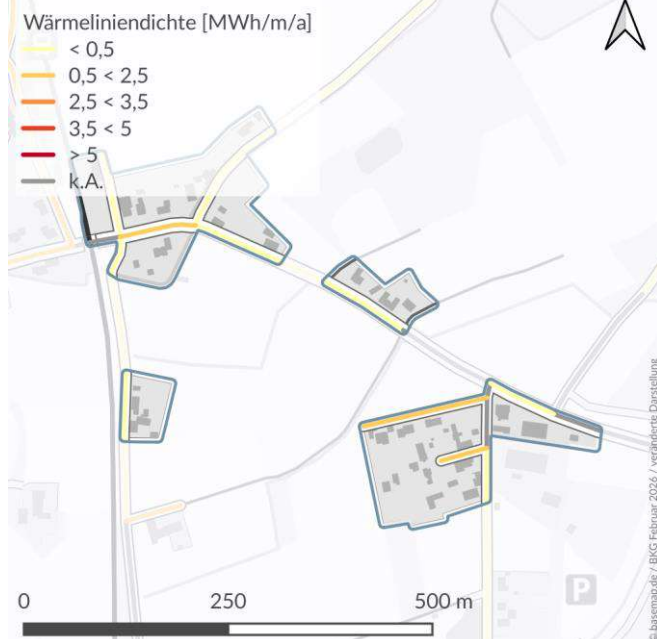 Wärmeliniendichte [MWh/m/a]
< 0,5
0,5 < 2,5
2,5 < 3,5
3,5 < 5
> 5
k.A.
P
0 250 500 m
basemap.de / BKG Februar 2026 / veränderte Darstellung